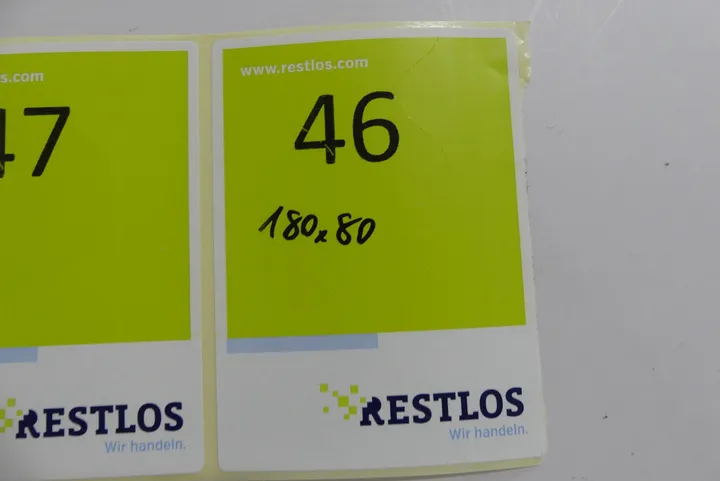 s.com
47
RESTLOS
Wir handeln.
www.restlos.com
46
180x80
RESTLOS
Wir handeln.